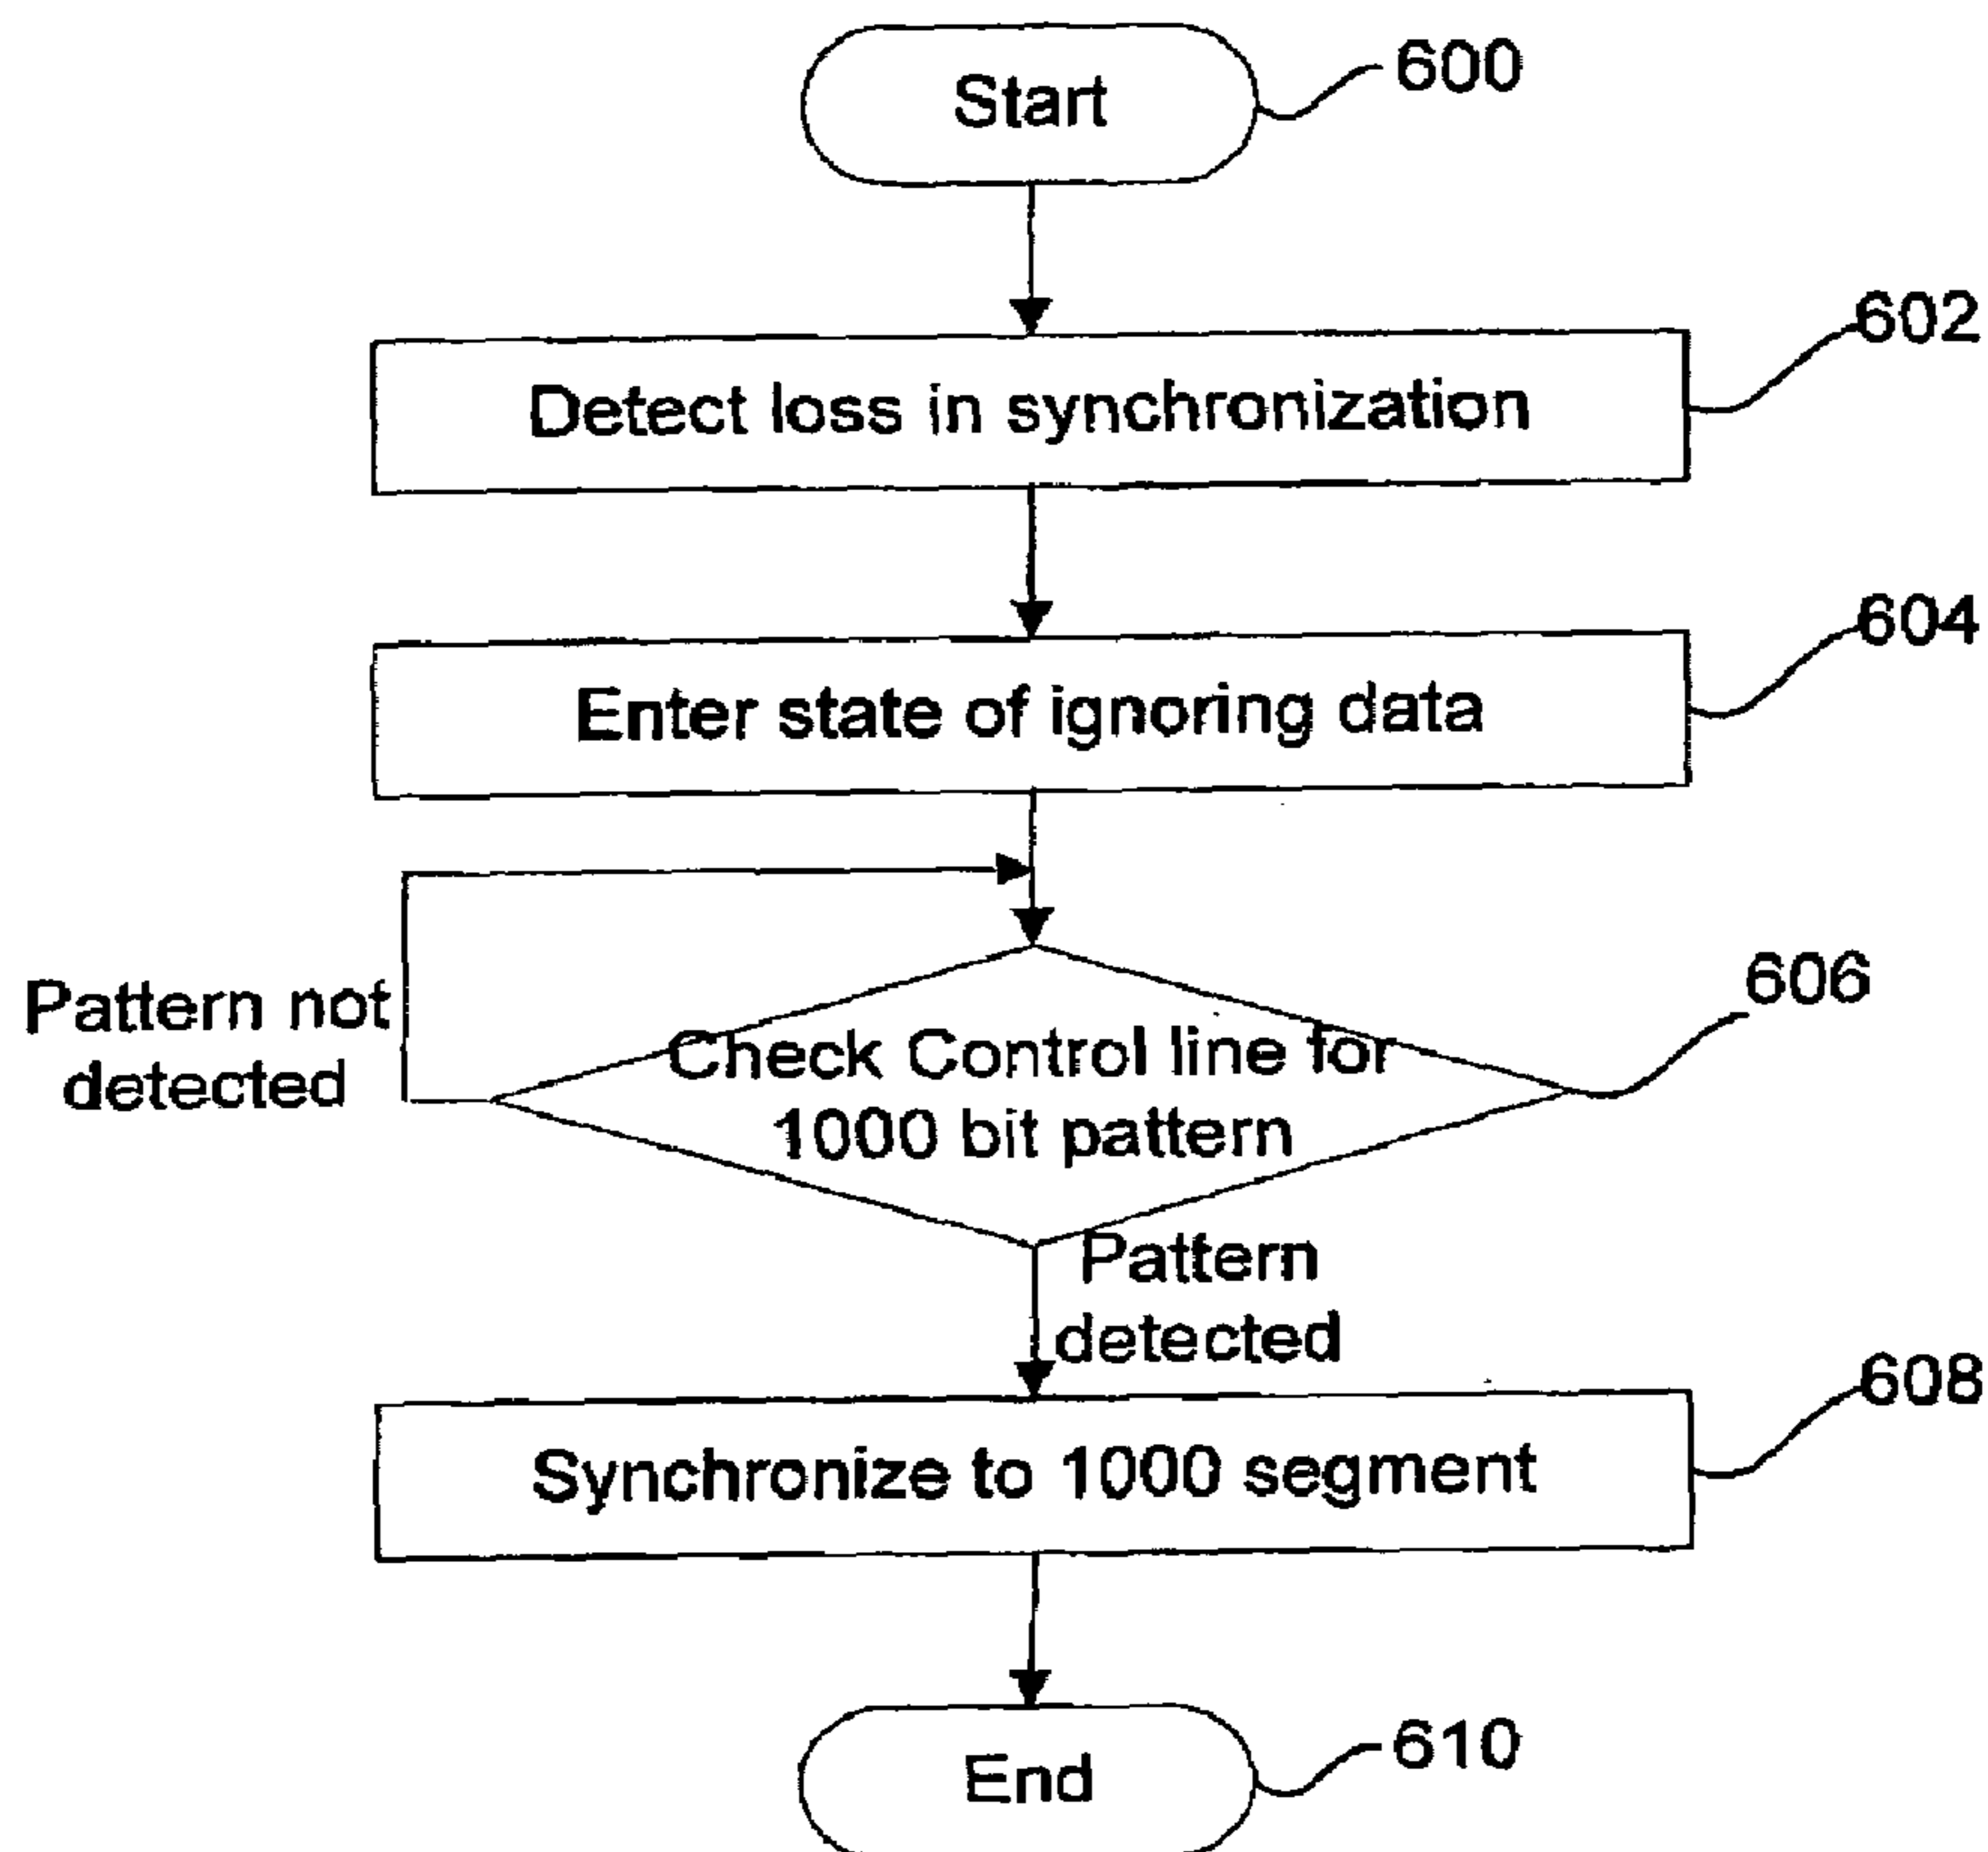 Start
600
602
Detect loss in synchronization
604
Enter state of ignoring data
606
Pattern not
detected
Check Control line for
1000 bit pattern
Pattern
detected
608
Synchronize to 1000 segment
610
End